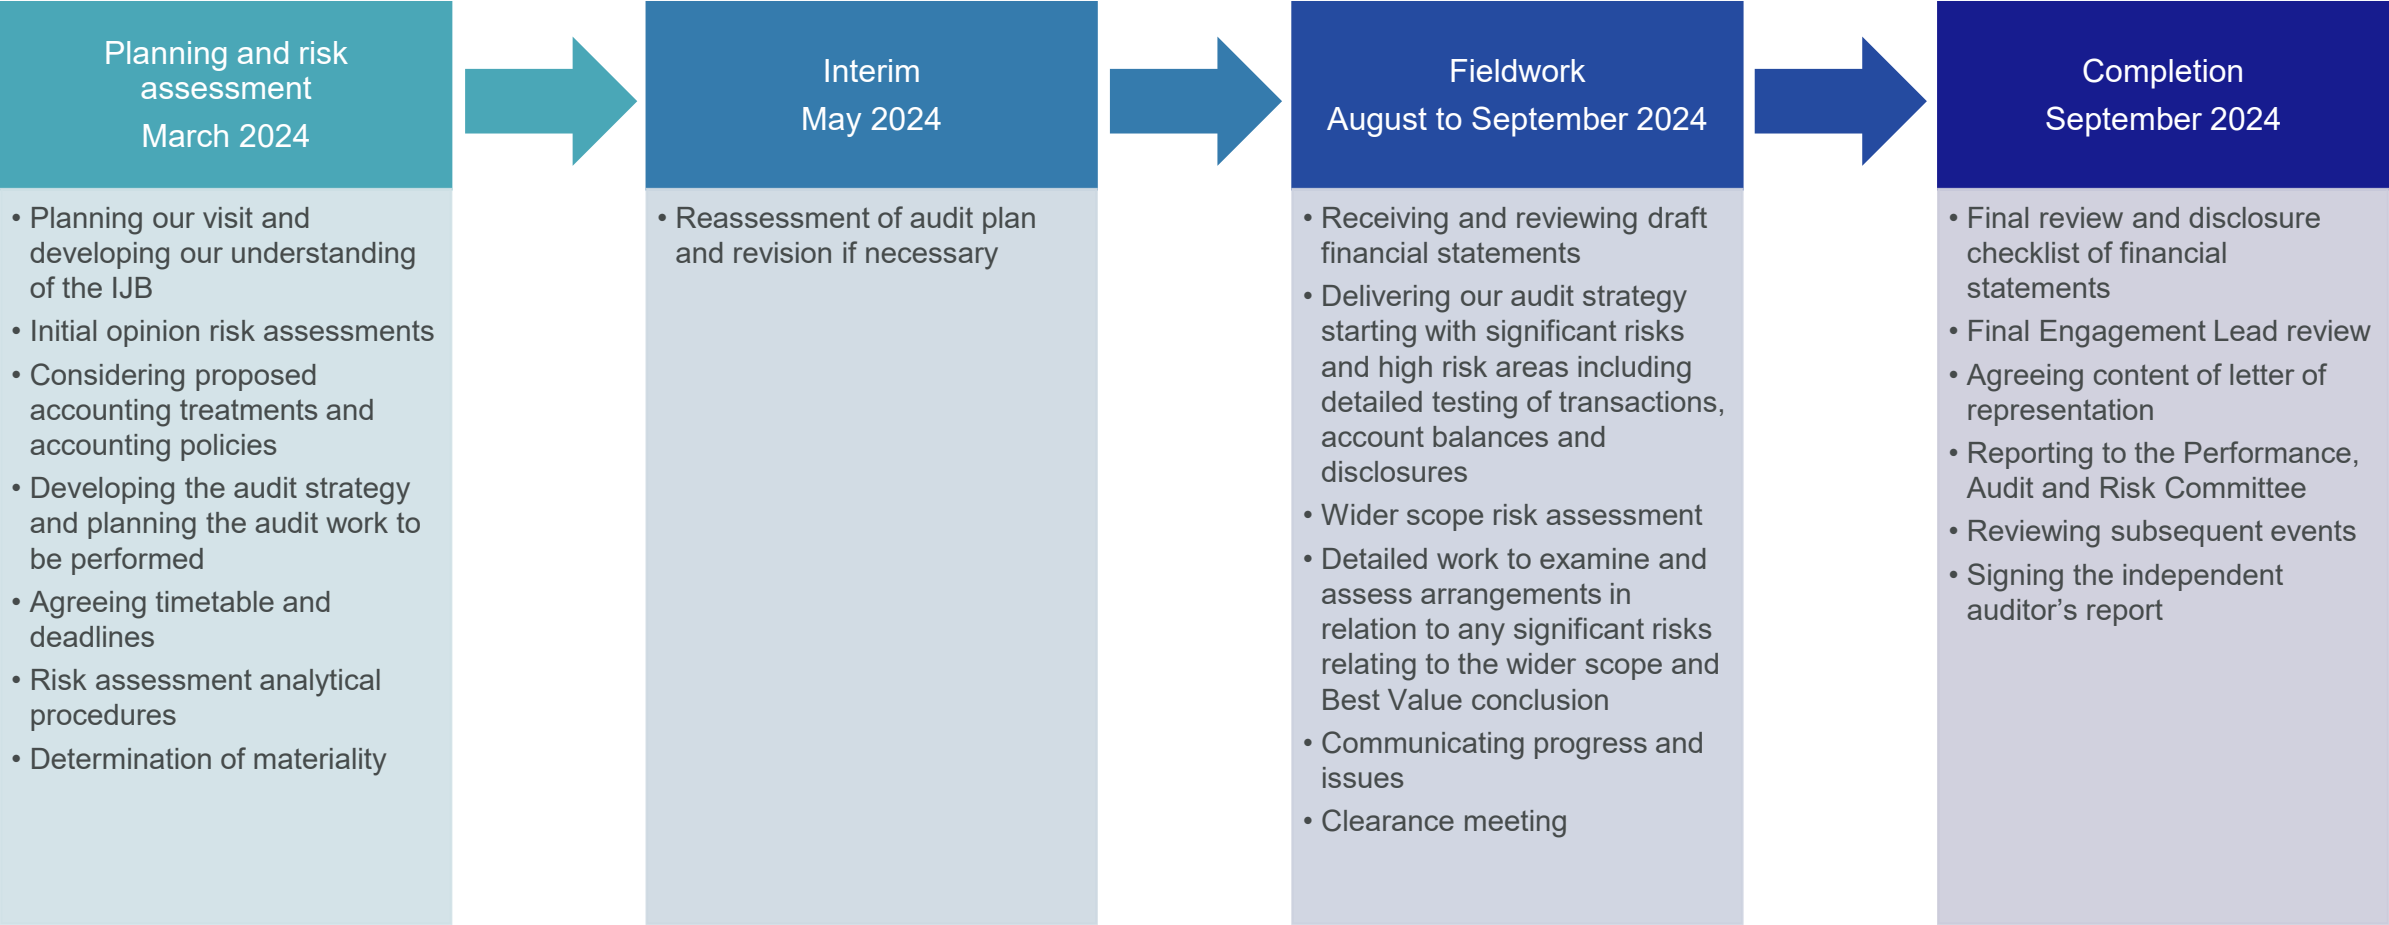 Planning and risk
assessment
March 2024
• Planning our visit and
developing our understanding
of the IJB
• Initial opinion risk assessments
• Considering proposed
accounting treatments and
accounting policies
• Developing the audit strategy
and planning the audit work to
be performed
• Agreeing timetable and
deadlines
• Risk assessment analytical
procedures
• Determination of materiality
Interim
May 2024
• Reassessment of audit plan
and revision if necessary
Fieldwork
August to September 2024
• Receiving and reviewing draft
financial statements
• Delivering our audit strategy
starting with significant risks
and high risk areas including
detailed testing of transactions,
account balances and
disclosures
• Wider scope risk assessment
• Detailed work to examine and
assess arrangements in
relation to any significant risks
relating to the wider scope and
Best Value conclusion
• Communicating progress and
issues
• Clearance meeting
Completion
September 2024
• Final review and disclosure
checklist of financial
statements
• Final Engagement Lead review
• Agreeing content of letter of
representation
• Reporting to the Performance,
Audit and Risk Committee
• Reviewing subsequent events
• Signing the independent
auditor’s report